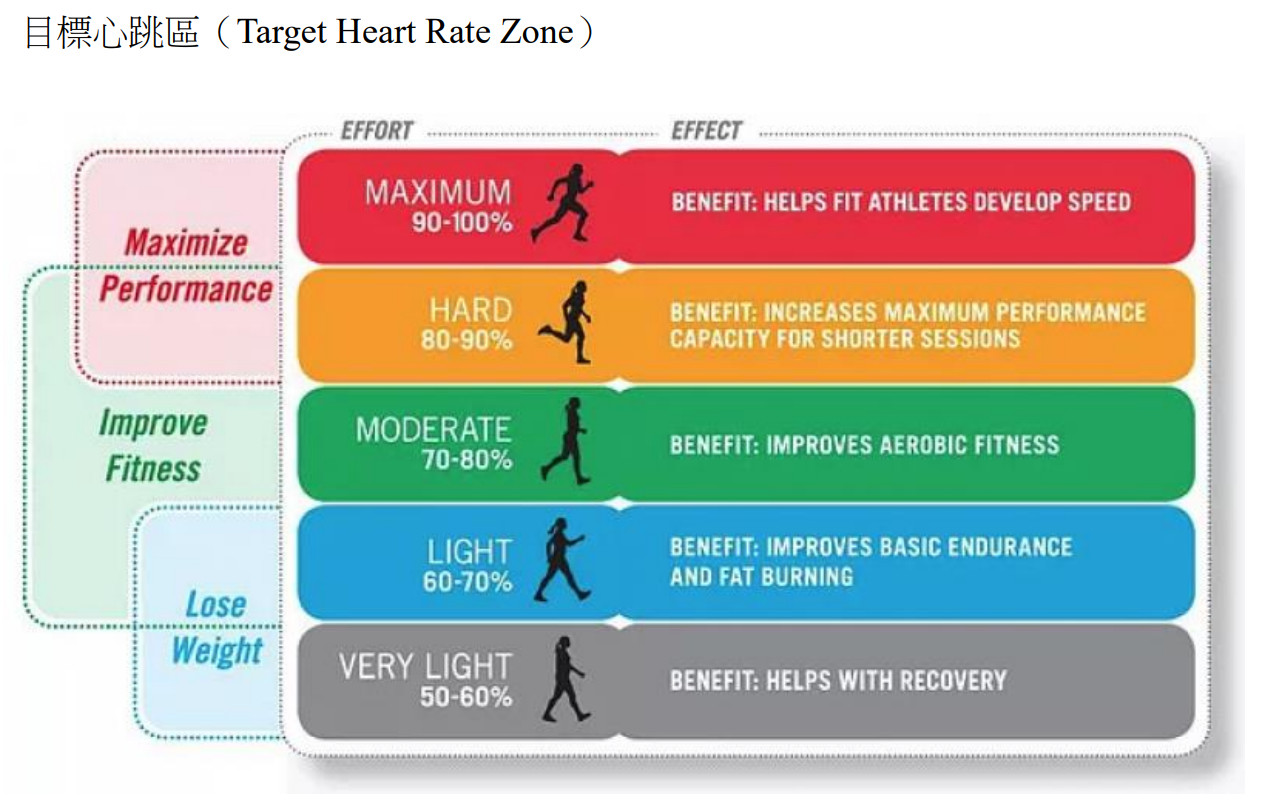 目標心跳區（Target Heart Rate Zone）
EFFORT
EFFECT
Maximize
Performance
Improve
Fitness
Lose
Weight
MAXIMUM
90-100%
BENEFIT: HELPS FIT ATHLETES DEVELOP SPEED
HARD
80-90%
BENEFIT: INCREASES MAXIMUM PERFORMANCE
CAPACITY FOR SHORTER SESSIONS
MODERATE
70-80%
BENEFIT: IMPROVES AEROBIC FITNESS
LIGHT
60-70%
BENEFIT: IMPROVES BASIC ENDURANCE
AND FAT BURNING
VERY LIGHT
50-60%
BENEFIT: HELPS WITH RECOVERY